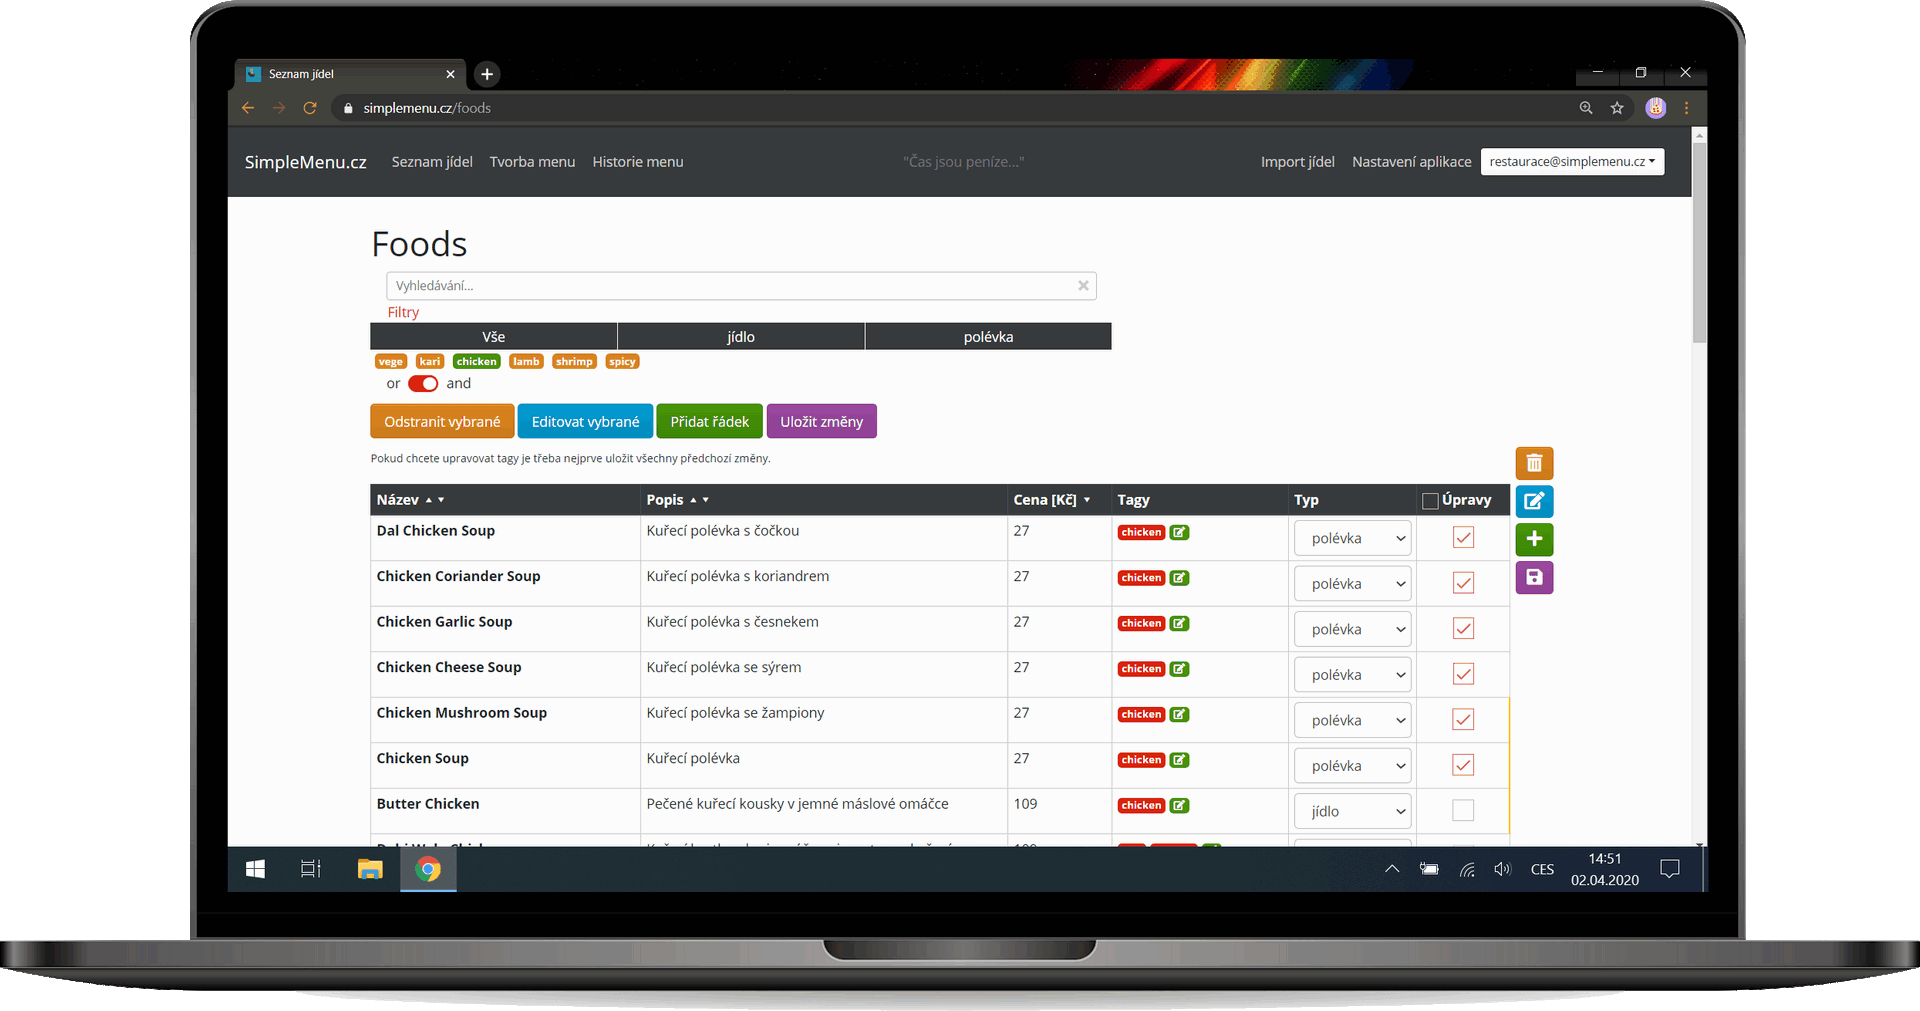 Seznam jídel
simplemenu.cz/foods
SimpleMenu.cz Seznam jídel Tvorba menu Historie menu "Čas jsou peníze..." Import jídel Nastavení aplikace restaurace@simplemenu.cz
Foods
Vyhledávání...
Filtry
Vše jídlo polévka
vege kari chicken lamb shrimp spicy
or and
Odstranit vybrané Editovat vybrané Přidat řádek Uložit změny
Pokud chcete upravovat tagy je třeba nejprve uložit všechny předchozí změny.
Název Popis Cena [Kč] Tagy Typ Úpravy
Dal Chicken Soup Kuřecí polévka s čočkou 27 chicken polévka
Chicken Coriander Soup Kuřecí polévka s koriandrem 27 chicken polévka
Chicken Garlic Soup Kuřecí polévka s česnekem 27 chicken polévka
Chicken Cheese Soup Kuřecí polévka se sýrem 27 chicken polévka
Chicken Mushroom Soup Kuřecí polévka se žampiony 27 chicken polévka
Chicken Soup Kuřecí polévka 27 chicken polévka
Butter Chicken Pečené kuřecí kousky v jemné máslové omáčce 109 chicken jídlo
CES 14:51
02.04.2020